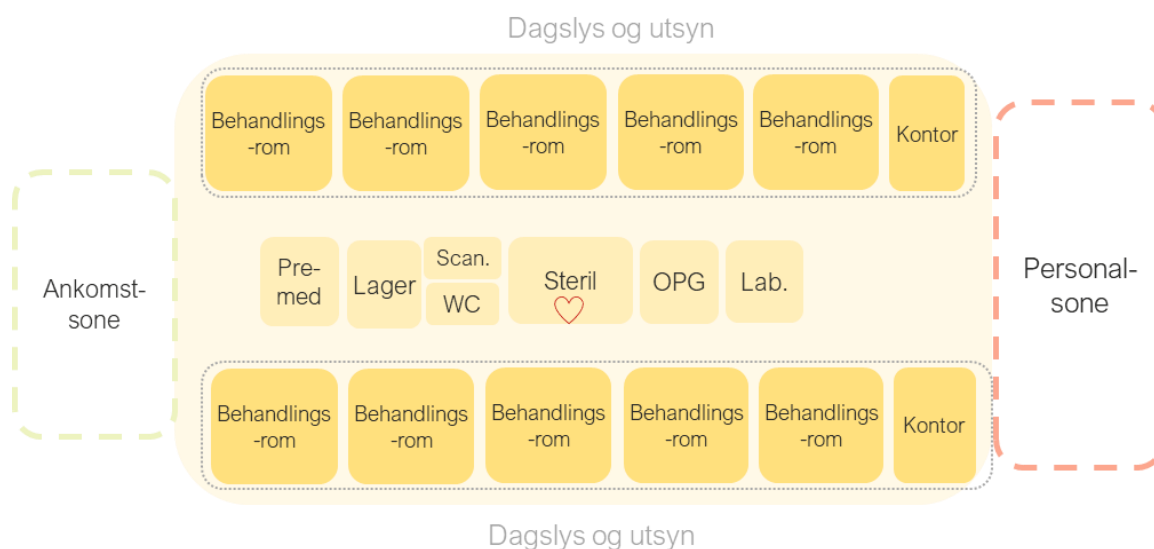 Dagslys og utsyn
Behandlings
-rom
Behandlings
-rom
Behandlings
-rom
Behandlings
-rom
Behandlings
-rom
Kontor
Ankomst-
sone
Pre-
med
Lager
Scan.
WC
Steril
OPG
Lab.
Personal-
sone
Behandlings
-rom
Behandlings
-rom
Behandlings
-rom
Behandlings
-rom
Behandlings
-rom
Kontor
Dagslys og utsyn